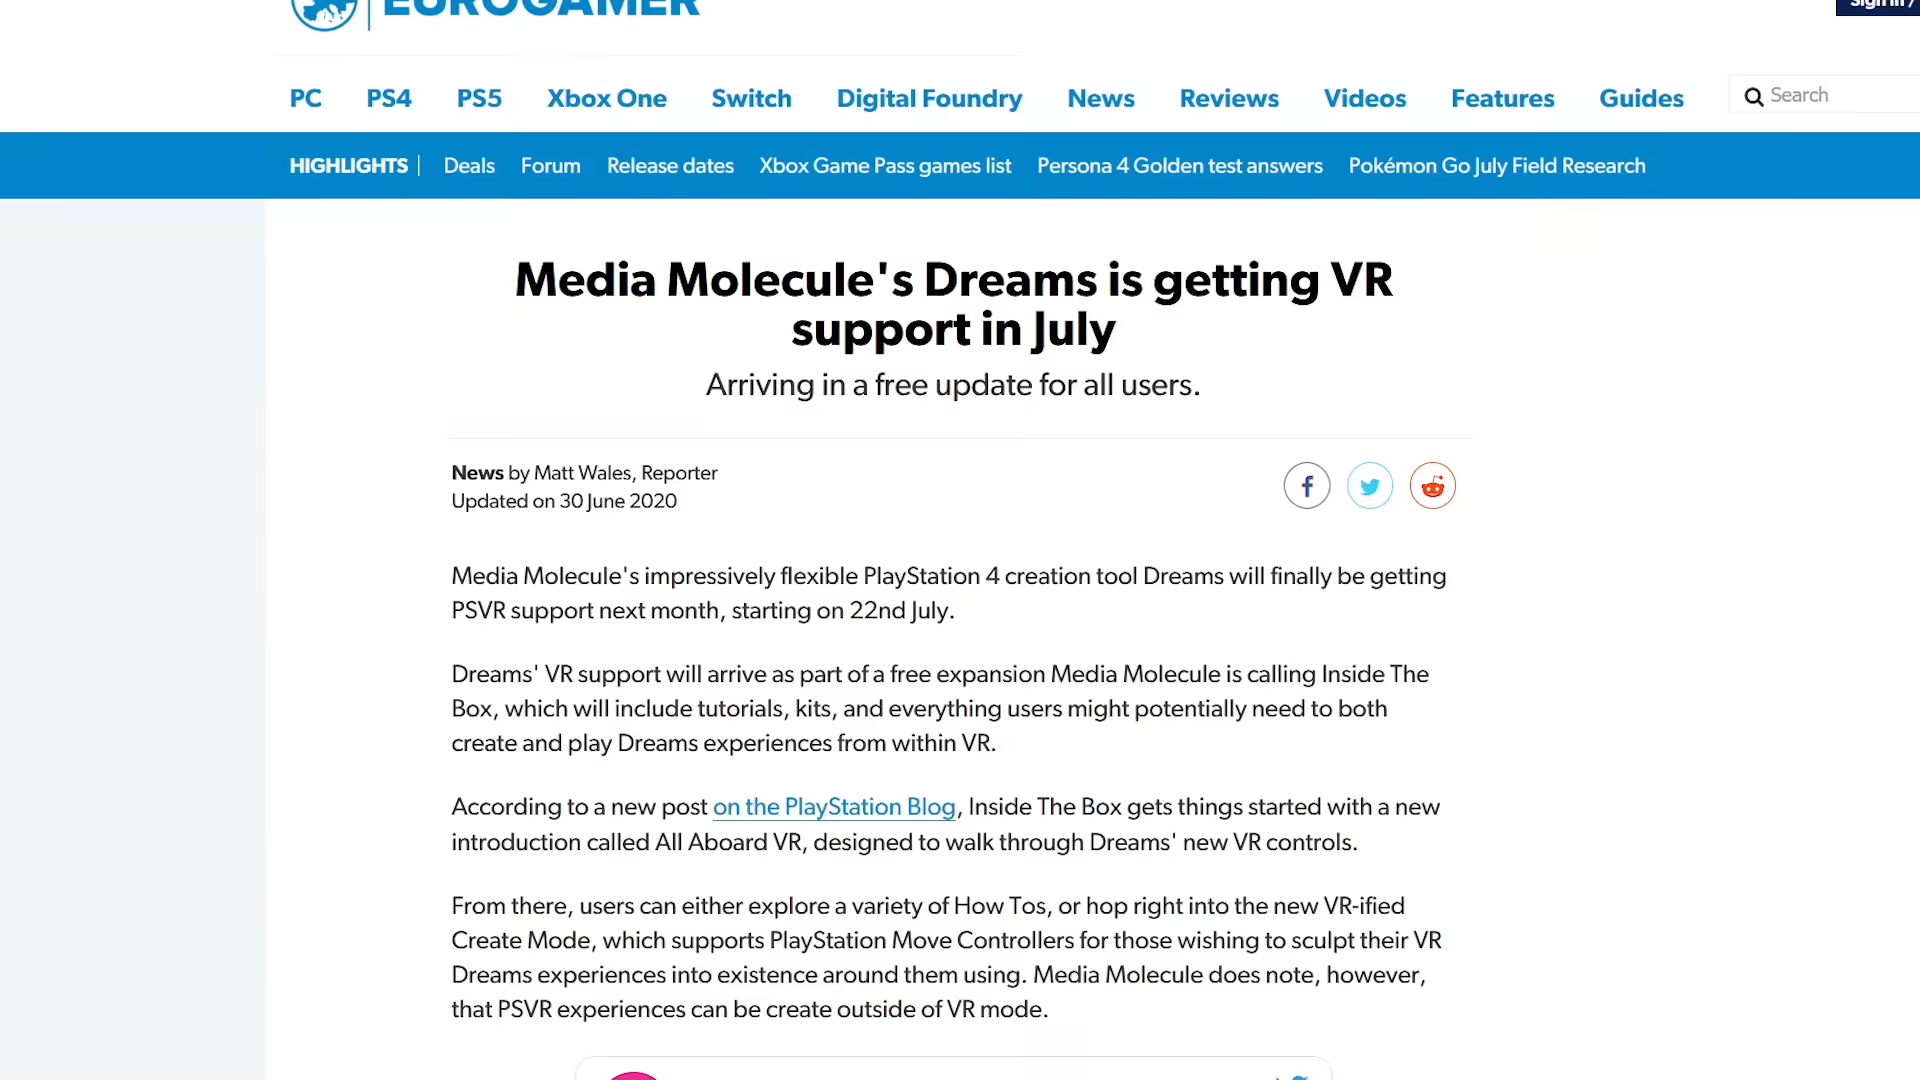 EUROGAMER
Sign in /
PC PS4 PS5 Xbox One Switch Digital Foundry News Reviews Videos Features Guides Search
HIGHLIGHTS Deals Forum Release dates Xbox Game Pass games list Persona 4 Golden test answers Pokémon Go July Field Research
Media Molecule's Dreams is getting VR
support in July
Arriving in a free update for all users.
News by Matt Wales, Reporter
Updated on 30 June 2020
Media Molecule's impressively flexible PlayStation 4 creation tool Dreams will finally be getting
PSVR support next month, starting on 22nd July.
Dreams' VR support will arrive as part of a free expansion Media Molecule is calling Inside The
Box, which will include tutorials, kits, and everything users might potentially need to both
create and play Dreams experiences from within VR.
According to a new post on the PlayStation Blog, Inside The Box gets things started with a new
introduction called All Aboard VR, designed to walk through Dreams' new VR controls.
From there, users can either explore a variety of How Tos, or hop right into the new VR-ified
Create Mode, which supports PlayStation Move Controllers for those wishing to sculpt their VR
Dreams experiences into existence around them using. Media Molecule does note, however,
that PSVR experiences can be create outside of VR mode.